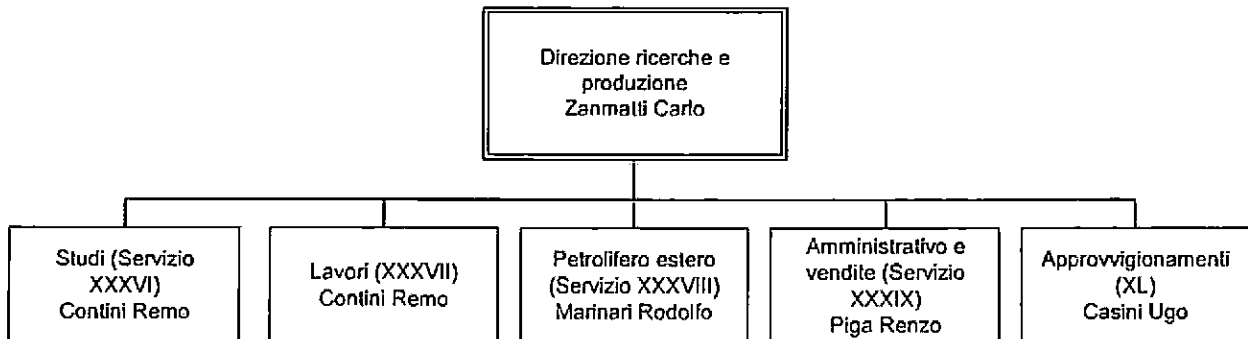 Direzione ricerche e
produzione
Zanmatti Carlo
Studi (Servizio
XXXVI)
Contini Remo
Lavori (XXXVII)
Contini Remo
Petrolifero estero
(Servizio XXXVIII)
Marinari Rodolfo
Amministrativo e
vendite (Servizio
XXXIX)
Piga Renzo
Approvvigionamenti
(XL)
Casini Ugo